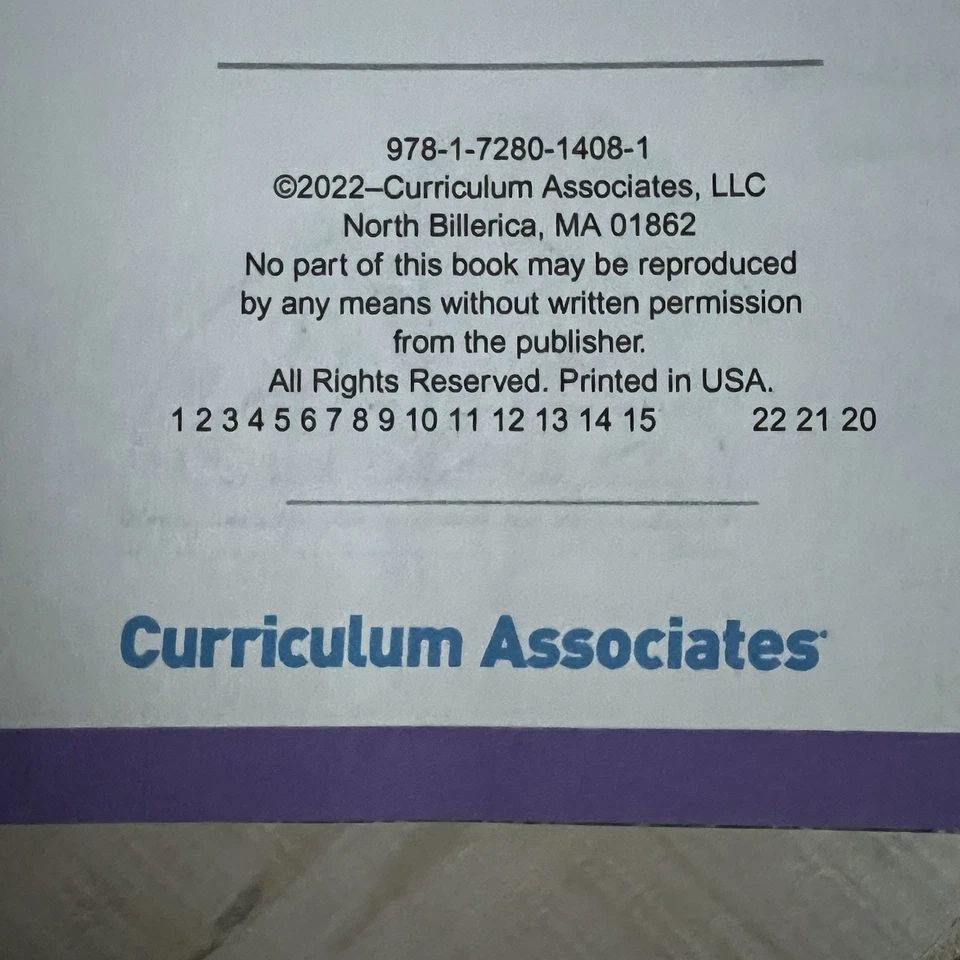 978-1-7280-1408-1
©2022–Curriculum Associates, LLC
North Billerica, MA 01862
No part of this book may be reproduced
by any means without written permission
from the publisher.
All Rights Reserved. Printed in USA.
1 2 3 4 5 6 7 8 9 10 11 12 13 14 15 22 21 20
Curriculum Associates